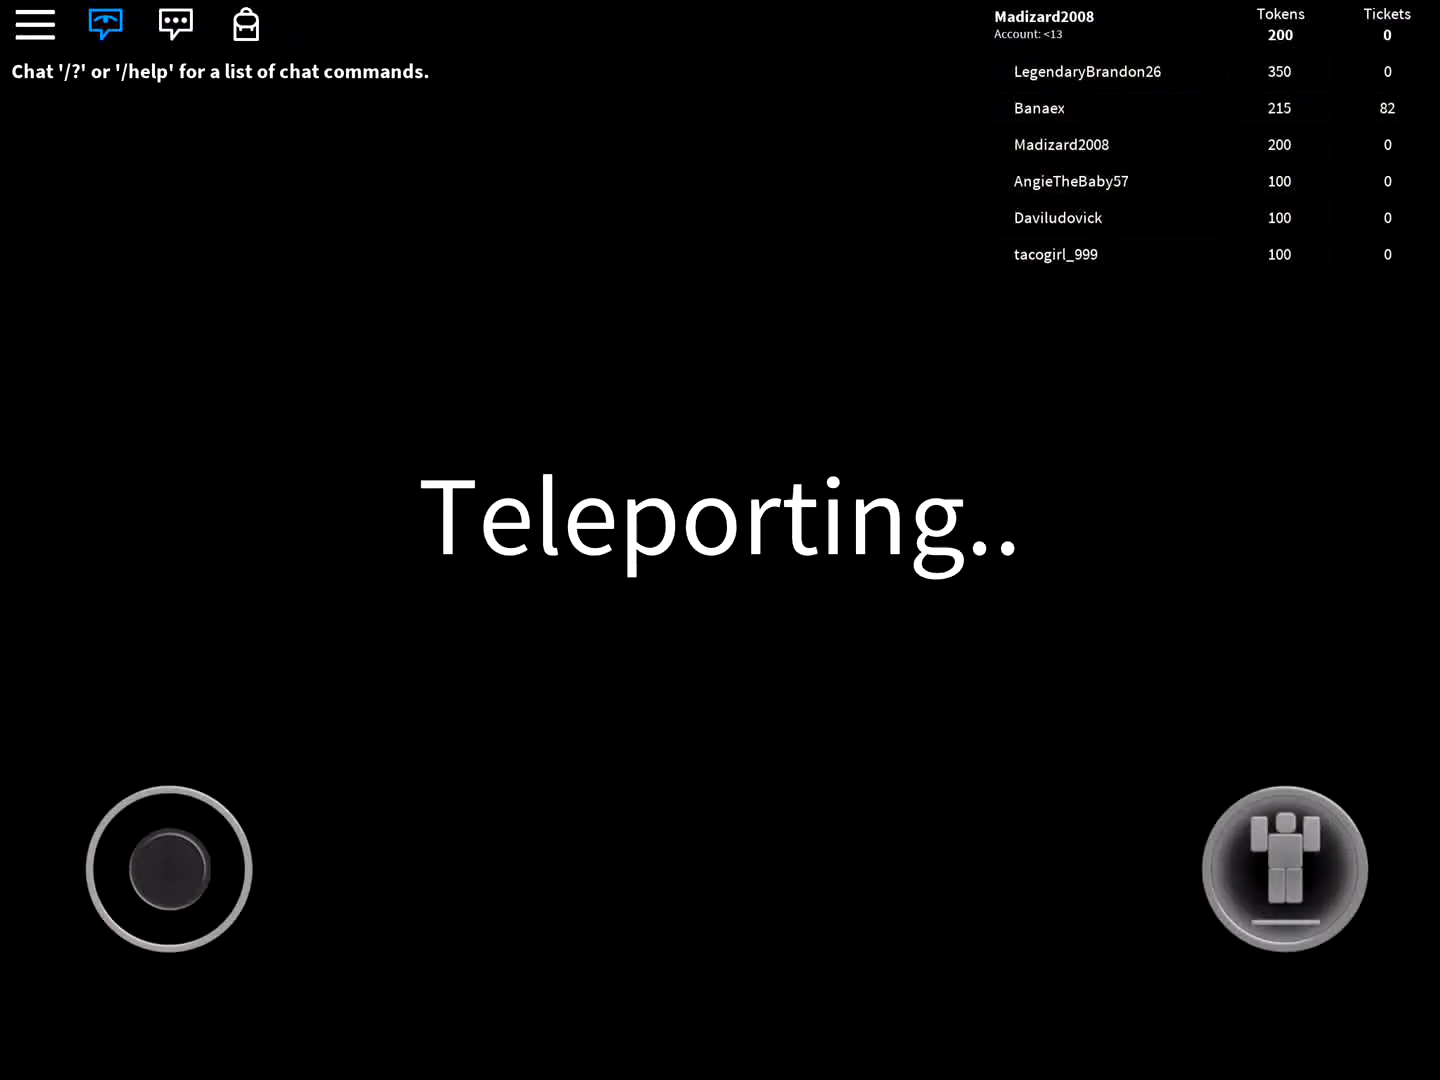 Madizard2008 Tokens Tickets
Account: <13 200 0
Chat '/?' or '/help' for a list of chat commands.
LegendaryBrandon26 350 0
Banaex 215 82
Madizard2008 200 0
AngieTheBaby57 100 0
Daviludovick 100 0
tacogirl_999 100 0
Teleporting..